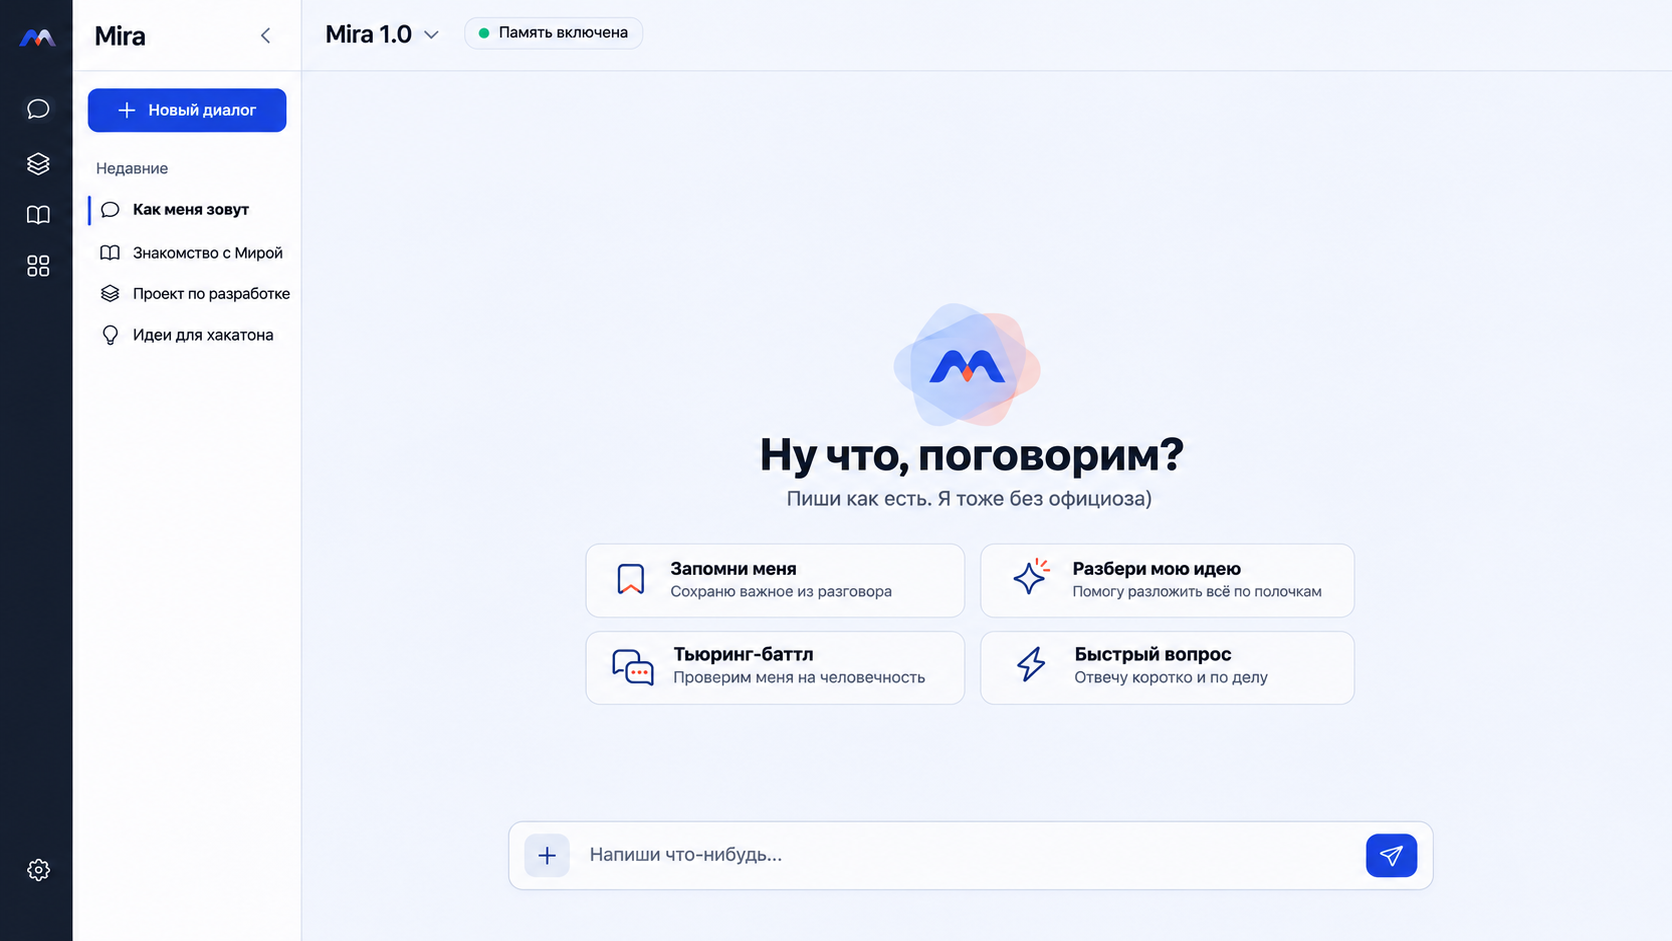 Mira
Mira 1.0
Память включена
Новый диалог
Недавние
Как меня зовут
Знакомство с Мирой
Проект по разработке
Идеи для хакатона
Ну что, поговорим?
Пиши как есть. Я тоже без официоза)
Запомни меня
Сохраню важное из разговора
Разбери мою идею
Помогу разложить всё по полочкам
Тьюринг-баттл
Проверим меня на человечность
Быстрый вопрос
Отвечу коротко и по делу
Напиши что-нибудь...